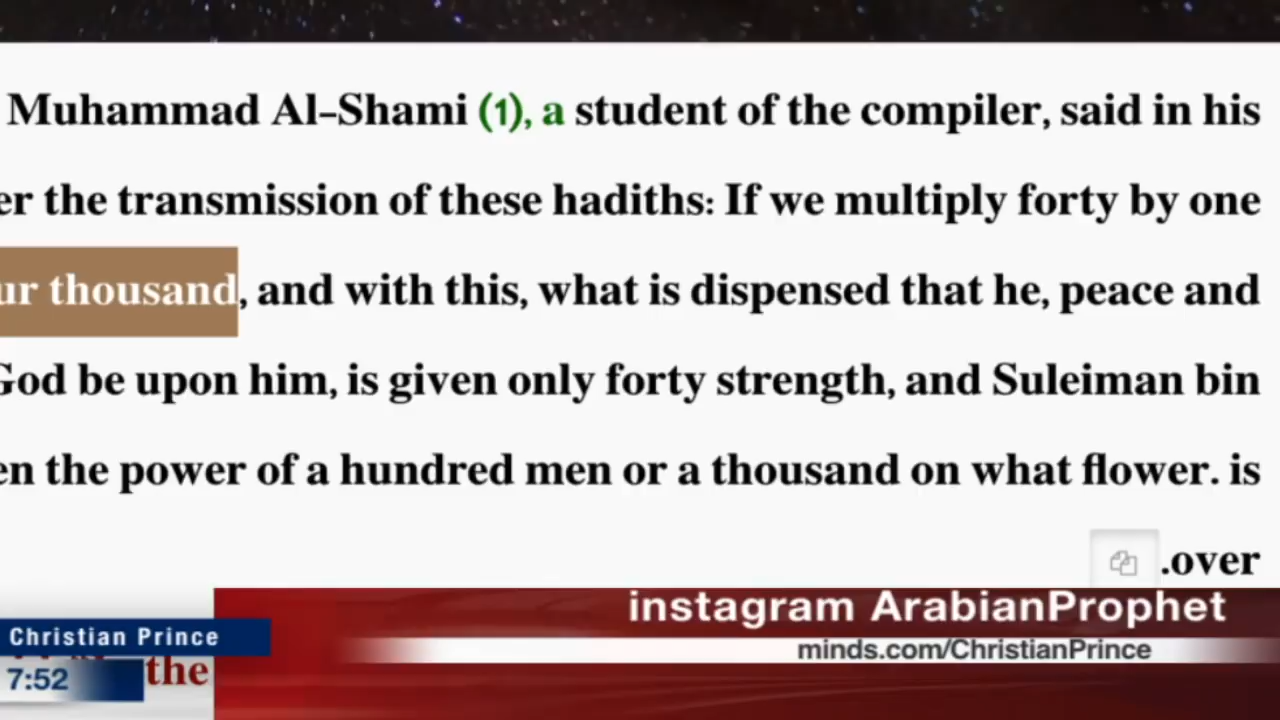 Muhammad Al-Shami (1), a student of the compiler, said in his
er the transmission of these hadiths: If we multiply forty by one
ur thousand, and with this, what is dispensed that he, peace and
God be upon him, is given only forty strength, and Suleiman bin
en the power of a hundred men or a thousand on what flower. is
.over
instagram ArabianProphet
minds.com/ChristianPrince
Christian Prince
7:52
the